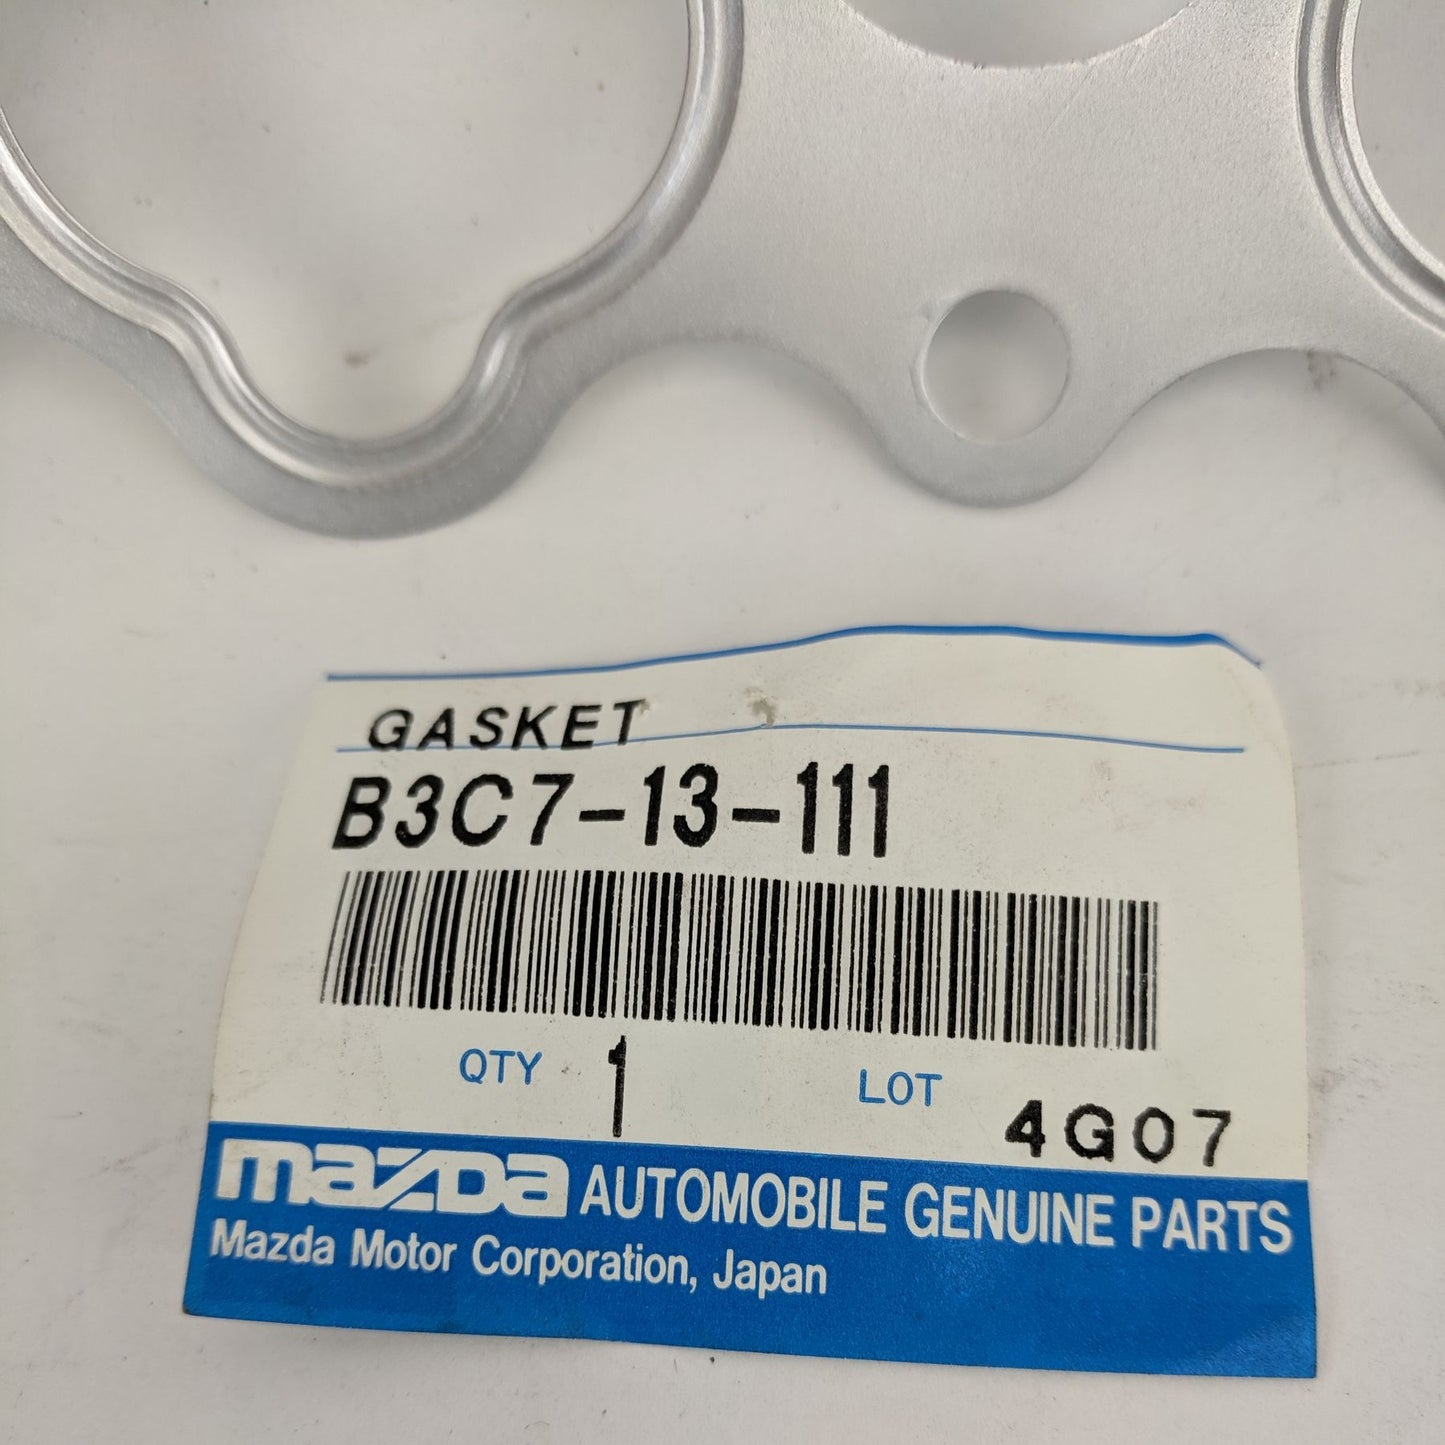 GASKET
B3C7-13-111
QTY 1 LOT 4G07
mazda AUTOMOBILE GENUINE PARTS
Mazda Motor Corporation, Japan